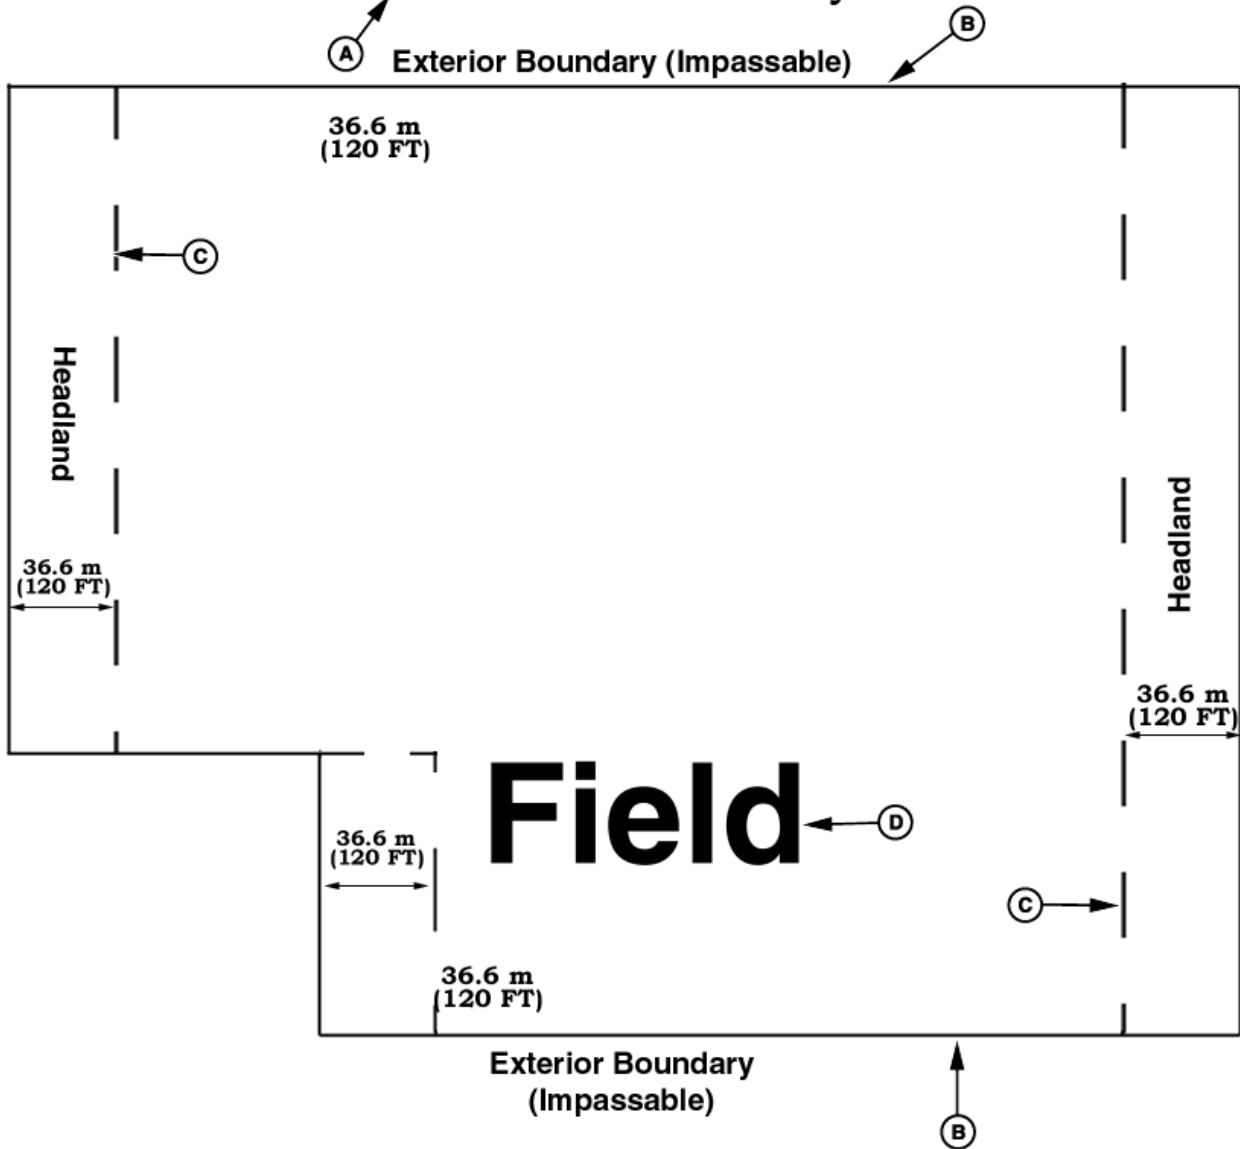 A
B
Exterior Boundary (Impassable)
36.6 m
(120 FT)
C
Headland
Headland
36.6 m
(120 FT)
36.6 m
(120 FT)
Field
D
36.6 m
(120 FT)
C
36.6 m
(120 FT)
Exterior Boundary
(Impassable)
B